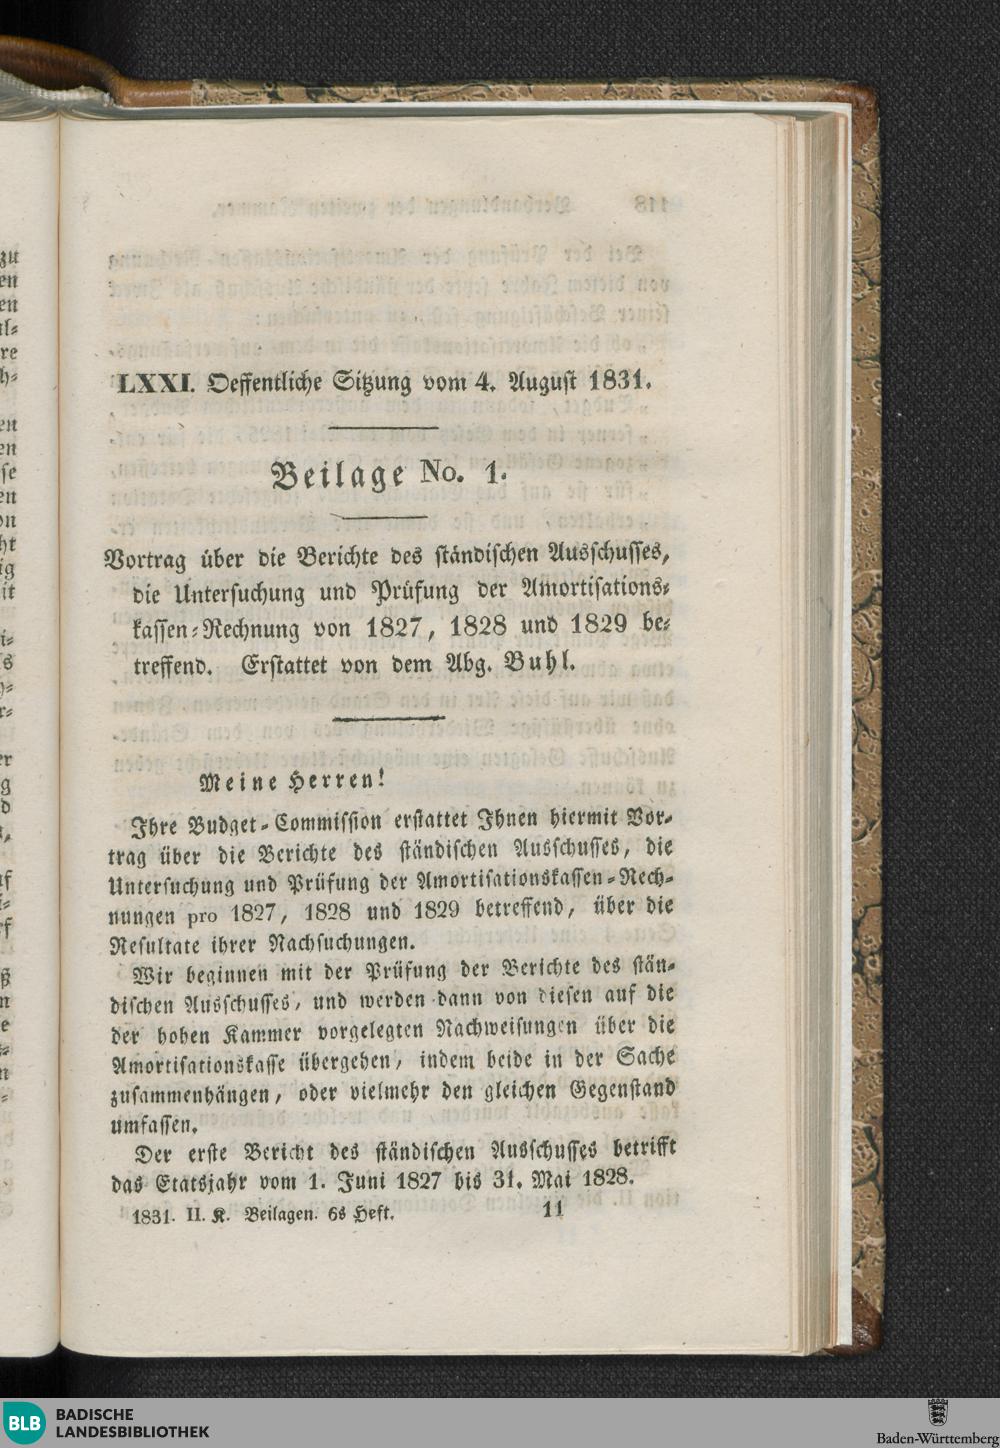 LXXI. Oeffentliche Sitzung vom 4. August 1831.
Beilage No. 1.
Vortrag über die Berichte des ständischen Ausschusses,
die Untersuchung und Prüfung der Amortisations-
kassen-Rechnung von 1827, 1828 und 1829 be-
treffend. Erstattet von dem Abg. Buhl.
Meine Herren!
Ihre Budget-Commission erstattet Ihnen hiermit Vor-
trag über die Berichte des ständischen Ausschusses, die
Untersuchung und Prüfung der Amortisationskassen-Rech-
nungen pro 1827, 1828 und 1829 betreffend, über die
Resultate ihrer Nachsuchungen.
Wir beginnen mit der Prüfung der Berichte des stän-
dischen Ausschusses, und werden dann von diesen auf die
der hohen Kammer vorgelegten Nachweisungen über die
Amortisationskasse übergehen, indem beide in der Sache
zusammenhängen, oder vielmehr den gleichen Gegenstand
umfassen.
Der erste Bericht des ständischen Ausschusses betrifft
das Etatsjahr vom 1. Juni 1827 bis 31. Mai 1828.
1831. II. K. Beilagen. 6s Heft. 11
BLB BADISCHE
LANDESBIBLIOTHEK
Baden-Württemberg